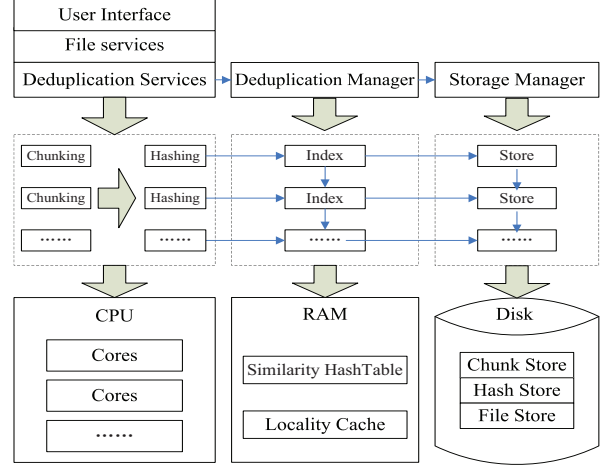 User Interface
File services
Deduplication Services
Deduplication Manager
Storage Manager
Chunking
Hashing
Index
Store
Chunking
Hashing
Index
Store
……
……
……
……
CPU
RAM
Disk
Cores
Cores
……
Similarity HashTable
Locality Cache
Chunk Store
Hash Store
File Store